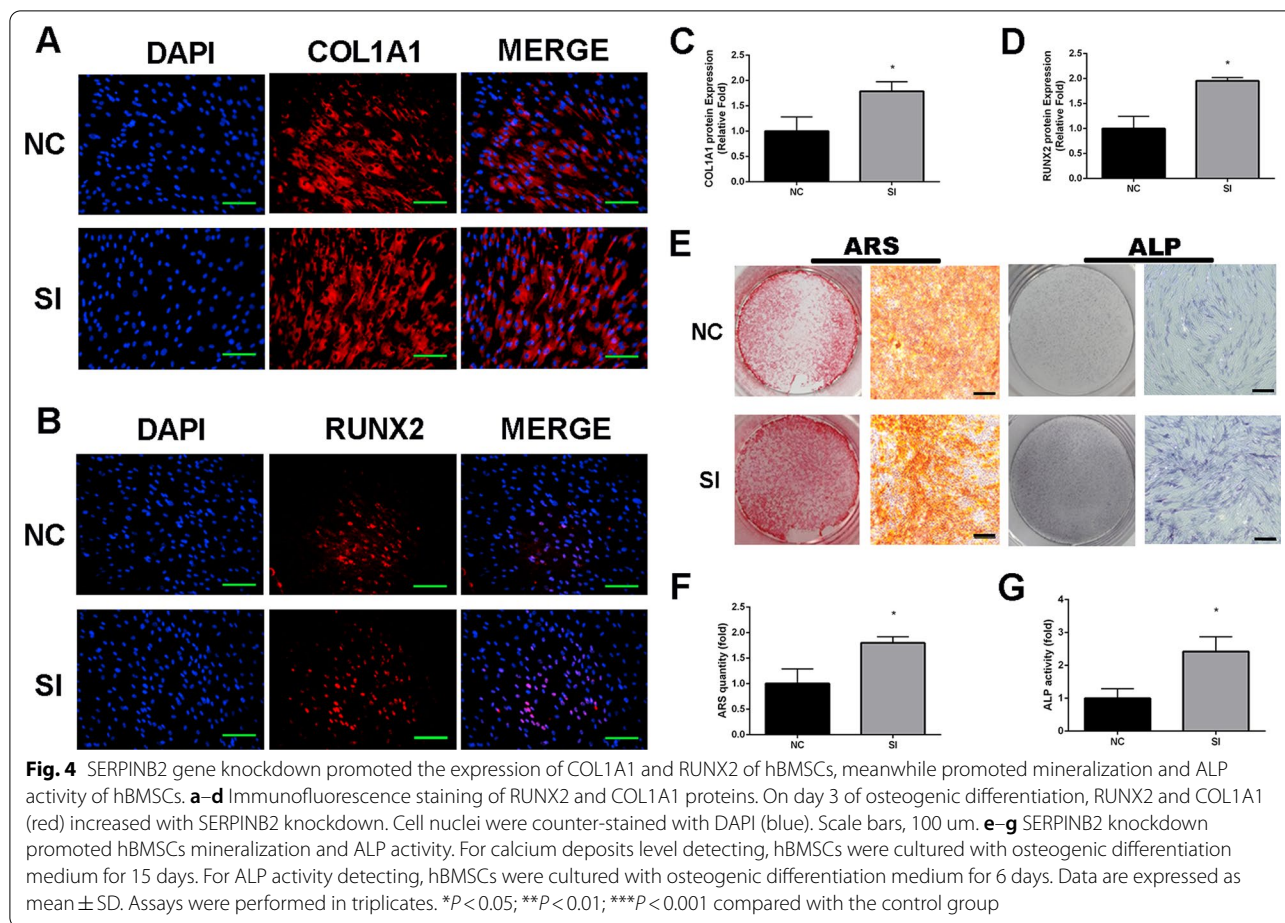 A
DAPI COL1A1 MERGE
NC
SI
B
DAPI RUNX2 MERGE
NC
SI
C
COL1A1 protein Expression
(Relative Fold)
2.5
2.0
1.5
1.0
0.5
0.0
*
NC SI
D
RUNX2 protein Expression
(Relative Fold)
2.5
2.0
1.5
1.0
0.5
0.0
*
NC SI
E
ARS ALP
NC
SI
F
ARS quantity (fold)
2.5
2.0
1.5
1.0
0.5
0.0
*
NC SI
G
ALP activity (fold)
4
3
2
1
0
*
NC SI
Fig. 4 SERPINB2 gene knockdown promoted the expression of COL1A1 and RUNX2 of hBMSCs, meanwhile promoted mineralization and ALP
activity of hBMSCs. a–d Immunofluorescence staining of RUNX2 and COL1A1 proteins. On day 3 of osteogenic differentiation, RUNX2 and COL1A1
(red) increased with SERPINB2 knockdown. Cell nuclei were counter-stained with DAPI (blue). Scale bars, 100 um. e–g SERPINB2 knockdown
promoted hBMSCs mineralization and ALP activity. For calcium deposits level detecting, hBMSCs were cultured with osteogenic differentiation
medium for 15 days. For ALP activity detecting, hBMSCs were cultured with osteogenic differentiation medium for 6 days. Data are expressed as
mean ± SD. Assays were performed in triplicates. *P < 0.05; **P < 0.01; ***P < 0.001 compared with the control group